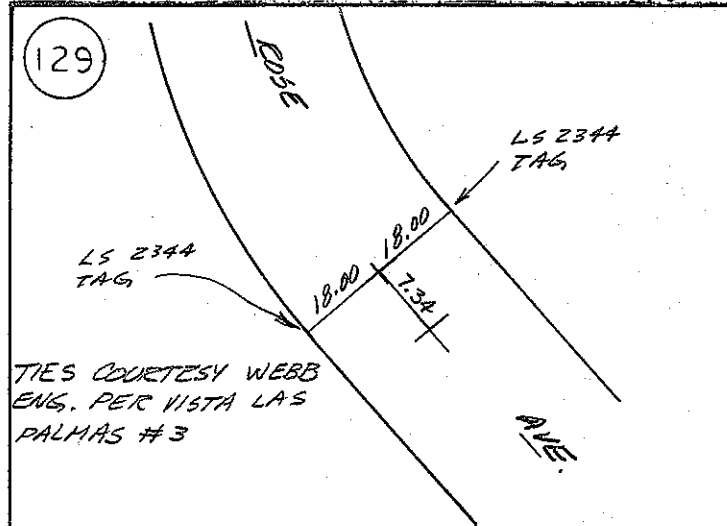 129
ROSE
LS 2344
TAG
18.00
18.00
7.34
LS 2344
TAG
TIES COURTESY WEBB
ENG. PER VISTA LAS
PALMAS #3
AVE.